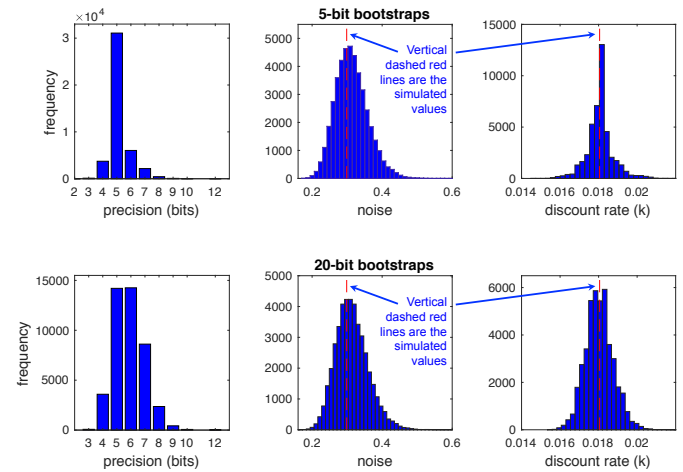 5-bit bootstraps
×10⁴
3
2
1
0
frequency
2 3 4 5 6 7 8 9 10 12
precision (bits)
5000
4000
3000
2000
1000
0
0.2 0.4 0.6
noise
Vertical
dashed red
lines are the
simulated
values
15000
10000
5000
0
0.014 0.016 0.018 0.02
discount rate (k)
20-bit bootstraps
15000
10000
5000
0
frequency
3 4 5 6 7 8 9 10 12
precision (bits)
5000
4000
3000
2000
1000
0
0.2 0.4 0.6
noise
Vertical
dashed red
lines are the
simulated
values
6000
4000
2000
0
0.014 0.016 0.018 0.02
discount rate (k)